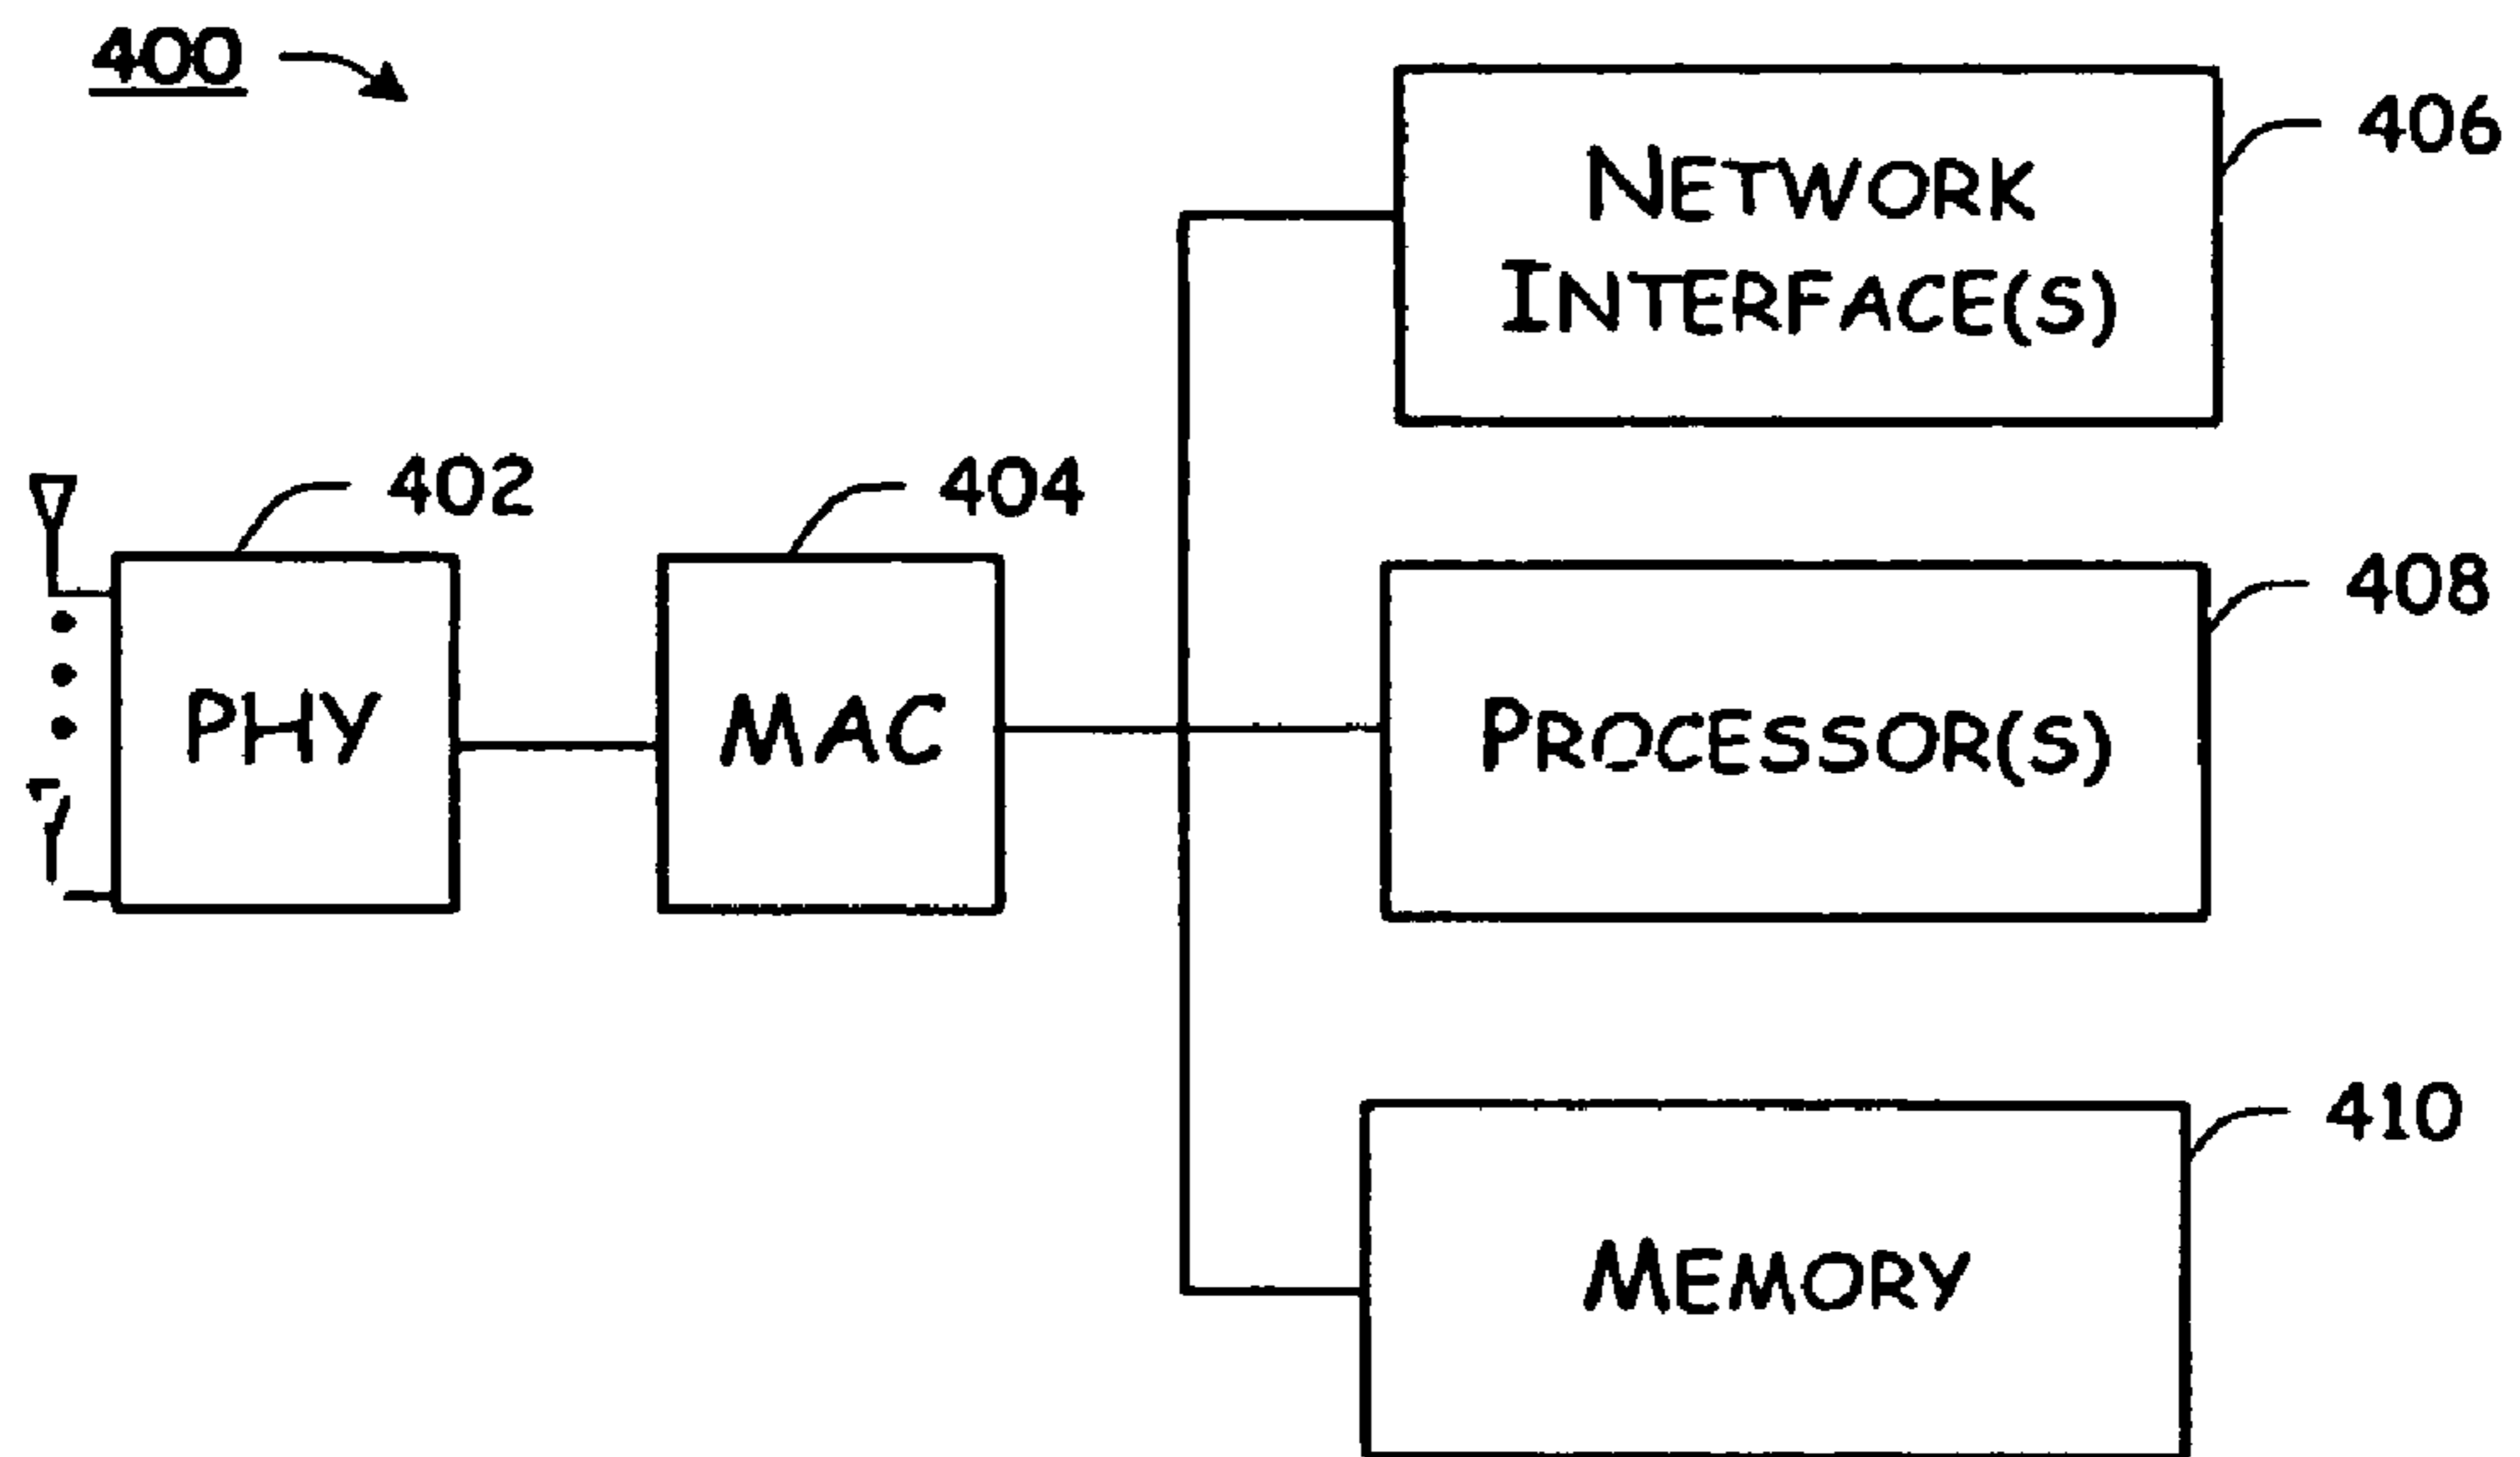 400
NETWORK
INTERFACE(S)
406
402
404
PHY
MAC
PROCESSOR(S)
408
MEMORY
410